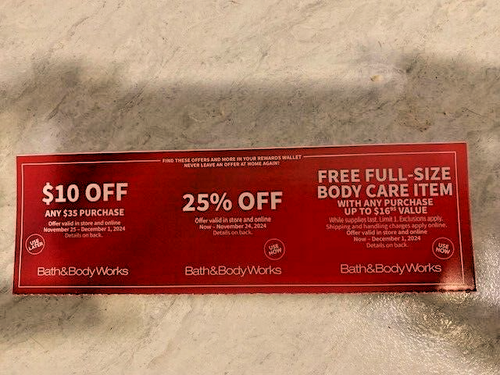 FIND THESE OFFERS AND MORE IN YOUR REWARDS WALLET
NEVER LEAVE AN OFFER AT HOME AGAIN!
$10 OFF
ANY $35 PURCHASE
Offer valid in store and online
November 25 – December 1, 2024
Details on back.
USE LATER
Bath&BodyWorks
25% OFF
Offer valid in store and online
Now – November 24, 2024
Details on back.
USE NOW
Bath&BodyWorks
FREE FULL-SIZE
BODY CARE ITEM
WITH ANY PURCHASE
UP TO $16⁹⁵ VALUE
While supplies last. Limit 1. Exclusions apply.
Shipping and handling charges apply online.
Offer valid in store and online
Now – December 1, 2024
Details on back.
USE NOW
Bath&BodyWorks